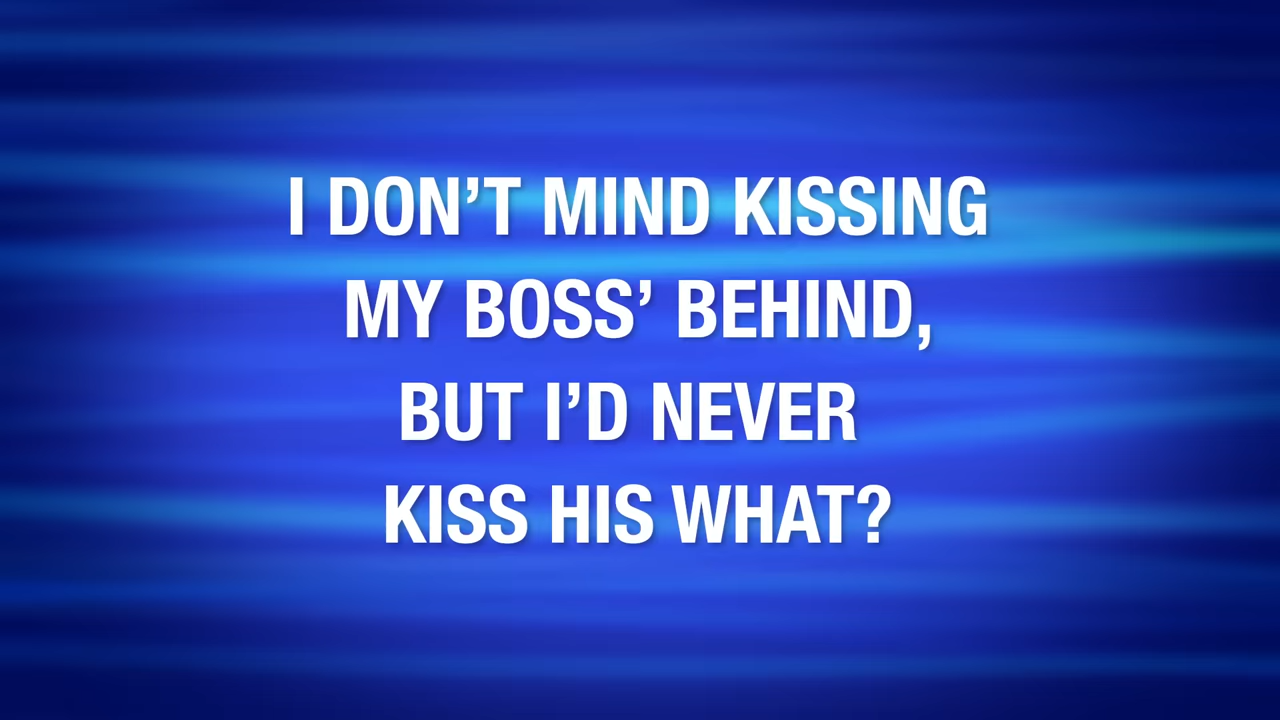 I DON’T MIND KISSING
MY BOSS’ BEHIND,
BUT I’D NEVER
KISS HIS WHAT?